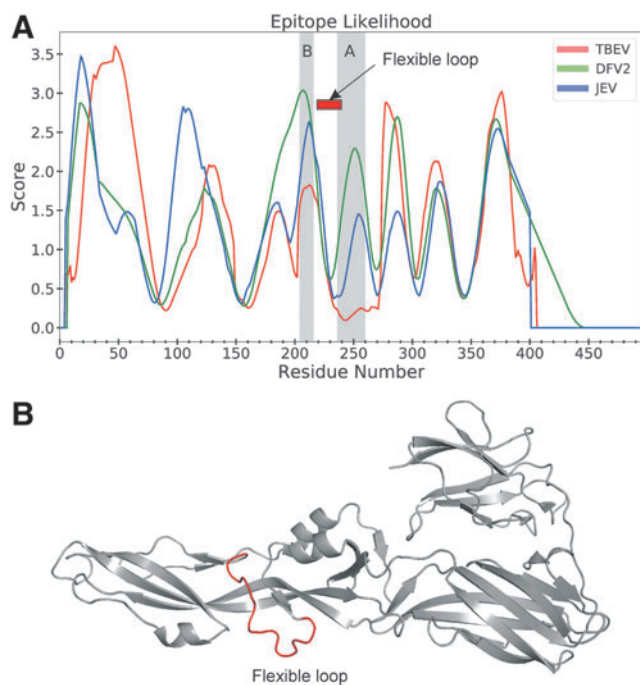 A
Epitope Likelihood
B
A
Flexible loop
TBEV
DFV2
JEV
3.5
3.0
2.5
2.0
1.5
1.0
0.5
0.0
Score
0 50 100 150 200 250 300 350 400 450
Residue Number
B
Flexible loop